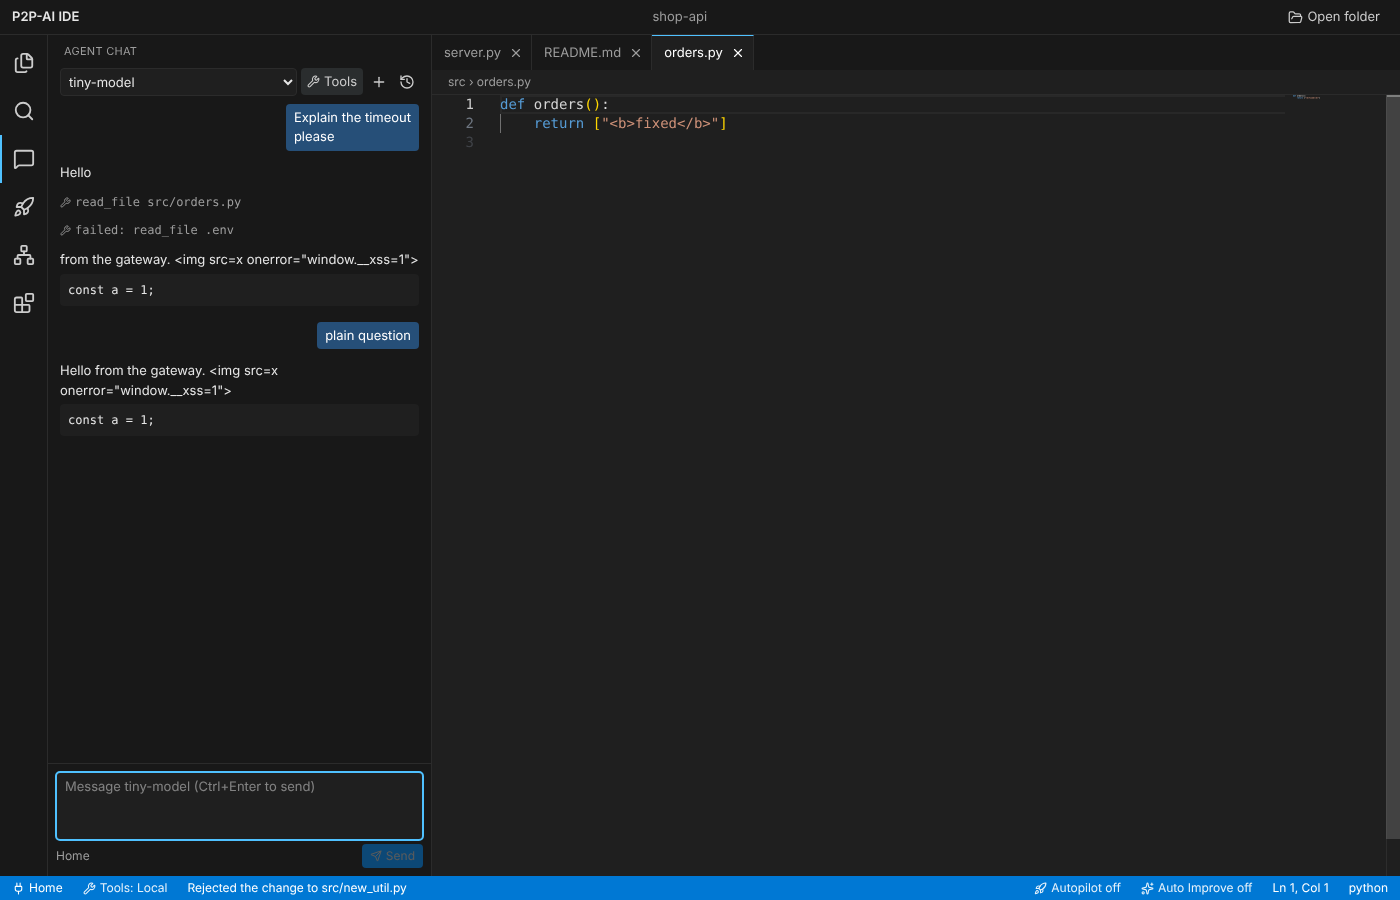 P2P-AI IDE
shop-api
Open folder
AGENT CHAT
tiny-model
Tools
Explain the timeout
please
Hello
read_file src/orders.py
failed: read_file .env
from the gateway. <img src=x onerror="window.__xss=1">
const a = 1;
plain question
Hello from the gateway. <img src=x
onerror="window.__xss=1">
const a = 1;
Message tiny-model (Ctrl+Enter to send)
Home
Send
server.py
README.md
orders.py
src › orders.py
1 def orders():
2     return ["<b>fixed</b>"]
3
Home
Tools: Local
Rejected the change to src/new_util.py
Autopilot off
Auto Improve off
Ln 1, Col 1
python